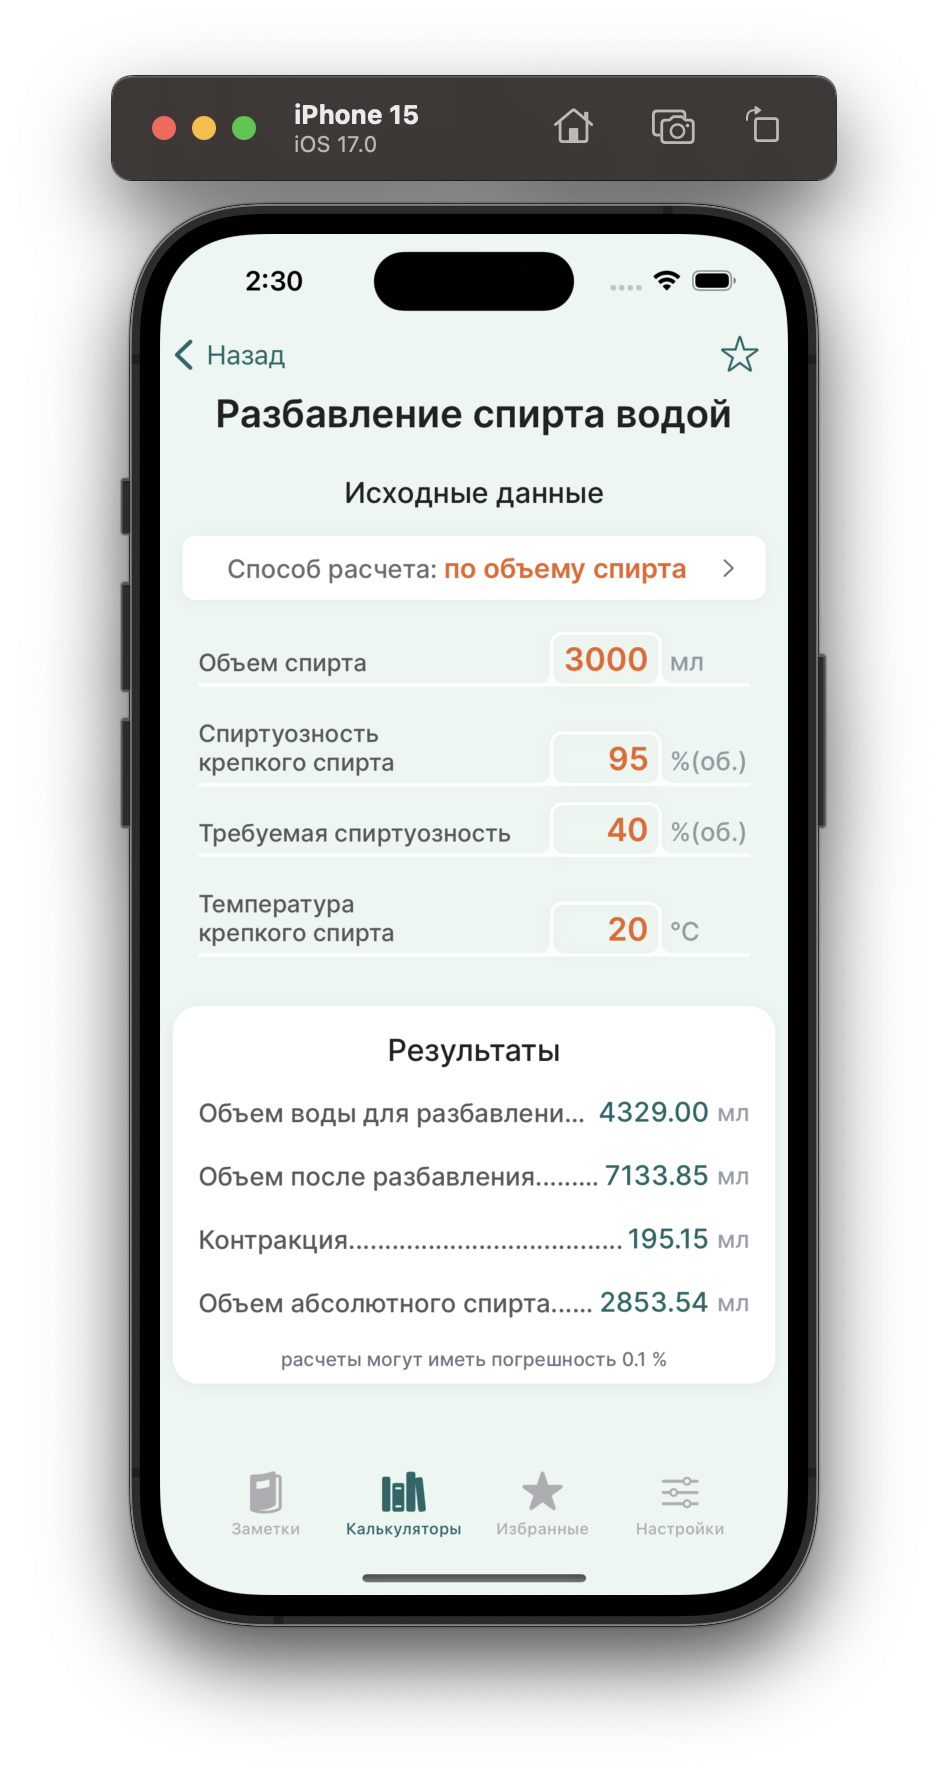 iPhone 15
iOS 17.0
2:30
Назад
Разбавление спирта водой
Исходные данные
Способ расчета: по объему спирта
Объем спирта 3000 мл
Спиртуозность
крепкого спирта 95 %(об.)
Требуемая спиртуозность 40 %(об.)
Температура
крепкого спирта 20 °C
Результаты
Объем воды для разбавлени... 4329.00 мл
Объем после разбавления......... 7133.85 мл
Контракция...................................... 195.15 мл
Объем абсолютного спирта...... 2853.54 мл
расчеты могут иметь погрешность 0.1 %
Заметки Калькуляторы Избранные Настройки